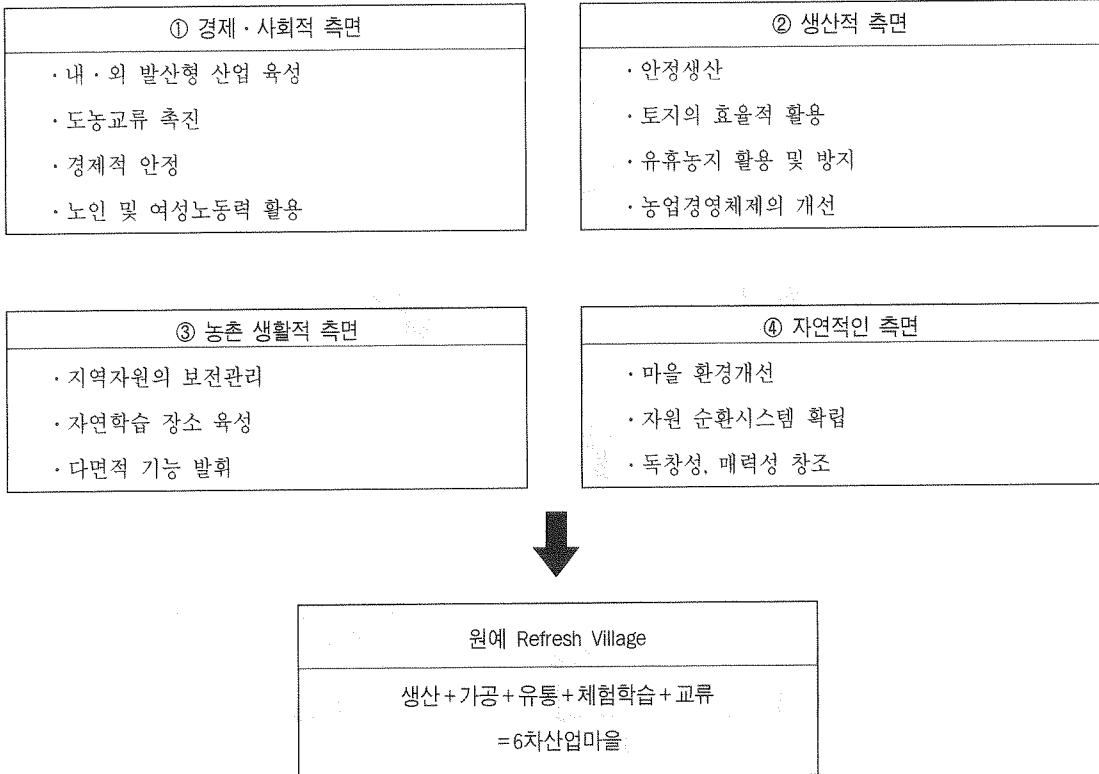 ① 경제 · 사회적 측면
· 내 · 외 발산형 산업 육성
· 도농교류 촉진
· 경제적 안정
· 노인 및 여성노동력 활용
② 생산적 측면
· 안정생산
· 토지의 효율적 활용
· 유휴농지 활용 및 방지
· 농업경영체제의 개선
③ 농촌 생활적 측면
· 지역자원의 보전관리
· 자연학습 장소 육성
· 다면적 기능 발휘
④ 자연적인 측면
· 마을 환경개선
· 자원 순환시스템 확립
· 독창성, 매력성 창조
원예 Refresh Village
생산+가공+유통+체험학습+교류
=6차산업마을